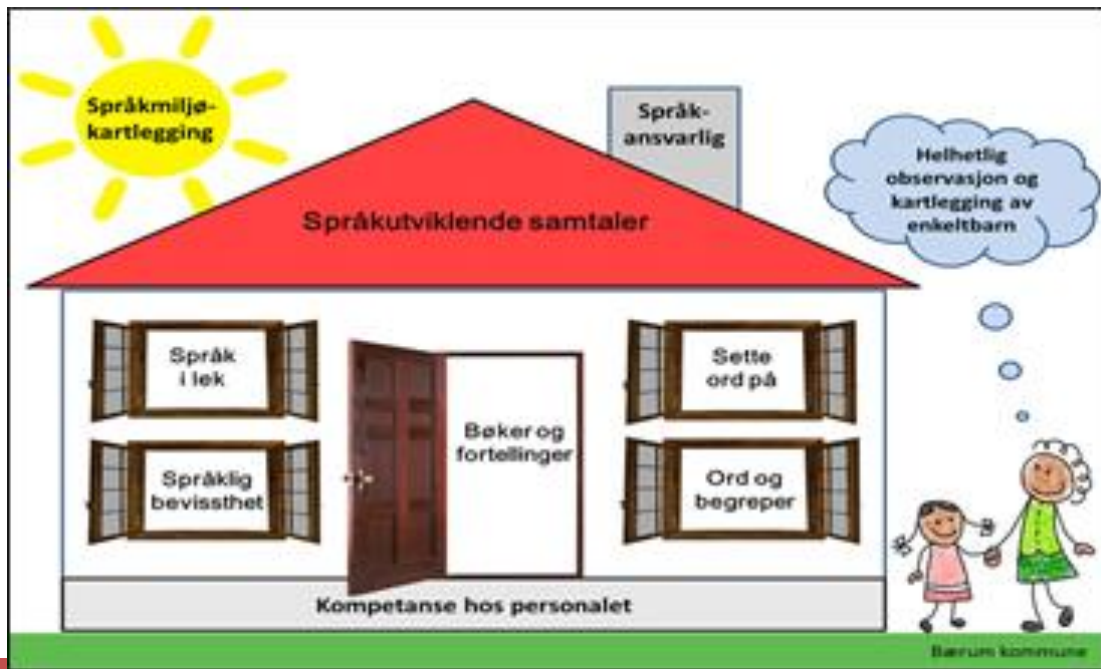 Språkmiljø-
kartlegging
Språk-
ansvarlig
Helhetlig
observasjon og
kartlegging av
enkeltbarn
Språkutviklende samtaler
Språk
i lek
Sette
ord på
Bøker og
fortellinger
Språklig
bevissthet
Ord og
begreper
Kompetanse hos personalet
Bærum kommune